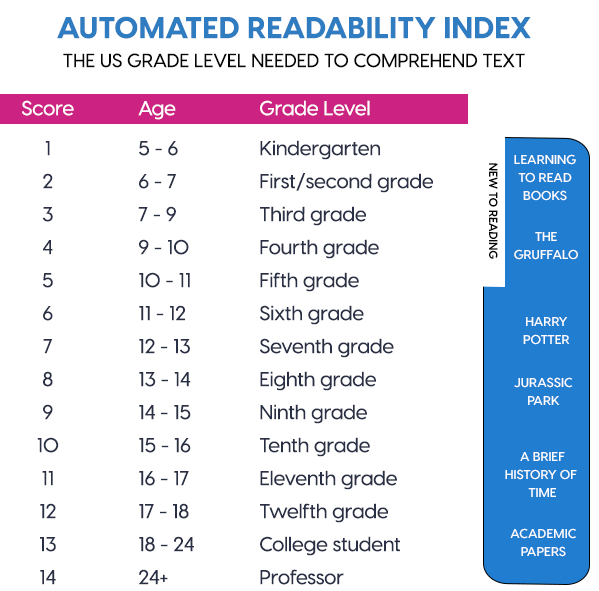 AUTOMATED READABILITY INDEX
THE US GRADE LEVEL NEEDED TO COMPREHEND TEXT
Score Age Grade Level
1 5 - 6 Kindergarten
2 6 - 7 First/second grade
3 7 - 9 Third grade
4 9 - 10 Fourth grade
5 10 - 11 Fifth grade
6 11 - 12 Sixth grade
7 12 - 13 Seventh grade
8 13 - 14 Eighth grade
9 14 - 15 Ninth grade
10 15 - 16 Tenth grade
11 16 - 17 Eleventh grade
12 17 - 18 Twelfth grade
13 18 - 24 College student
14 24+ Professor
NEW TO READING
LEARNING
TO READ
BOOKS
THE
GRUFFALO
HARRY
POTTER
JURASSIC
PARK
A BRIEF
HISTORY OF
TIME
ACADEMIC
PAPERS